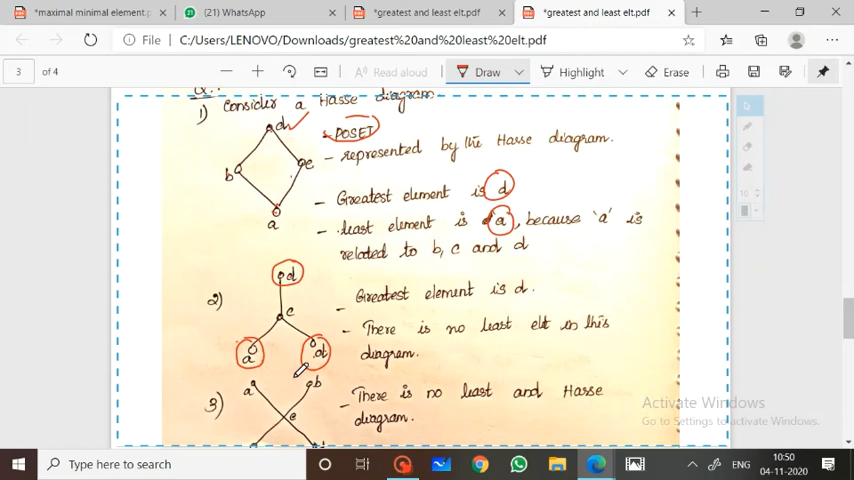 *maximal minimal element.p
(21) WhatsApp
*greatest and least elt.pdf
*greatest and least elt.pdf
File
C:/Users/LENOVO/Downloads/greatest%20and%20least%20elt.pdf
3 of 4
Read aloud
Draw
Highlight
Erase
1) Consider a Hasse diagram.
d
- POSET
- represented by the Hasse diagram.
b
c
- Greatest element is d
a
- least element is 'a', because 'a' is
related to b, c and d
10
2)
d
- Greatest element is d.
c
- There is no least elt in this
diagram.
a
3)
a
b
- There is no least and Hasse
diagram.
e
Activate Windows
Go to Settings to activate Windows.
Type here to search
ENG
10:50
04-11-2020